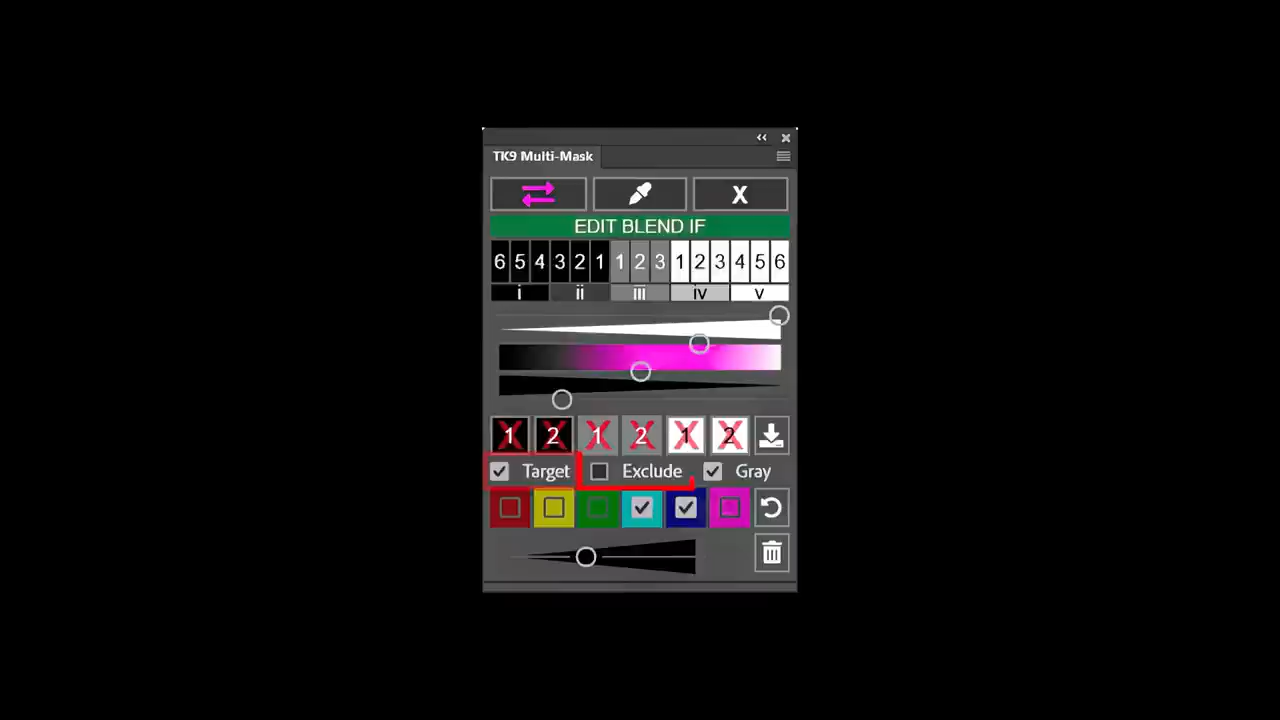 TK9 Multi-Mask
X
EDIT BLEND IF
6 5 4 3 2 1 1 2 3 1 2 3 4 5 6
i ii iii iv v
1 2 1 2 1 2
Target Exclude Gray